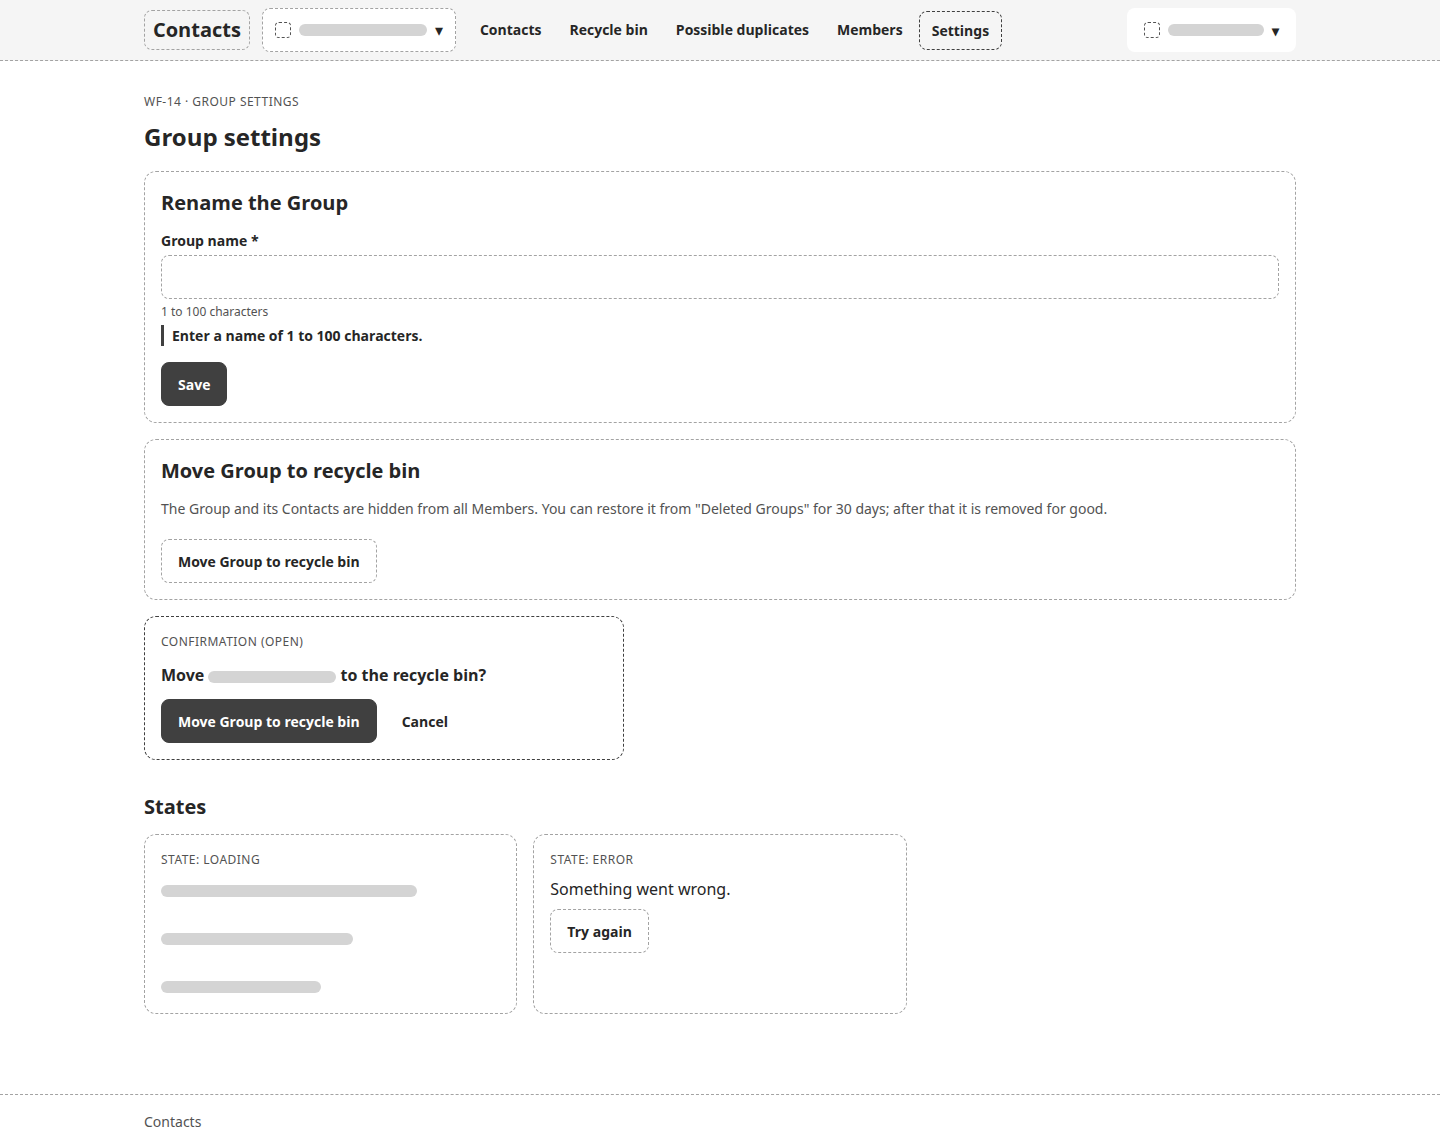 Contacts ▾ Contacts Recycle bin Possible duplicates Members Settings ▾
WF-14 · GROUP SETTINGS
Group settings
Rename the Group
Group name *
1 to 100 characters
Enter a name of 1 to 100 characters.
Save
Move Group to recycle bin
The Group and its Contacts are hidden from all Members. You can restore it from "Deleted Groups" for 30 days; after that it is removed for good.
Move Group to recycle bin
CONFIRMATION (OPEN)
Move to the recycle bin?
Move Group to recycle bin Cancel
States
STATE: LOADING
STATE: ERROR
Something went wrong.
Try again
Contacts